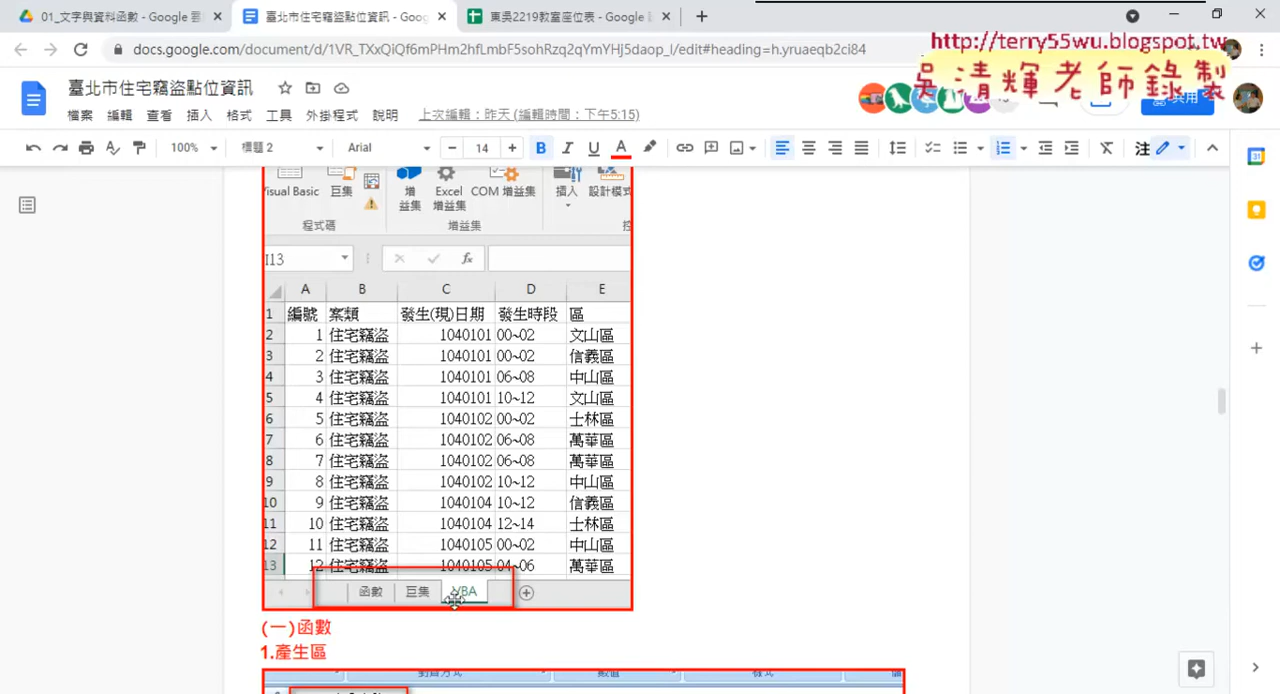 01_文字與資料函數 - Google 雲
臺北市住宅竊盜點位資訊 - Goog
東吳2219教室座位表 - Google
docs.google.com/document/d/1VR_TXxQiQf6mPHm2hfLmbF5sohRzq2qYmYHj5daop_I/edit#heading=h.yruaeqb2ci84
http://terry55wu.blogspot.tw
吳清輝老師錄製
臺北市住宅竊盜點位資訊
共用
檔案 編輯 查看 插入 格式 工具 外掛程式 說明 上次編輯：昨天 (編輯時間：下午5:15)
100% 標題 2 Arial 14 B I U A 注
Visual Basic 巨集 增益集 Excel 增益集 COM 增益集 插入 設計模式
程式碼 增益集 控
I13 fx
A B C D E
1 編號 案類 發生(現)日期 發生時段 區
2 1 住宅竊盜 1040101 00~02 文山區
3 2 住宅竊盜 1040101 00~02 信義區
4 3 住宅竊盜 1040101 06~08 中山區
5 4 住宅竊盜 1040101 10~12 文山區
6 5 住宅竊盜 1040102 00~02 士林區
7 6 住宅竊盜 1040102 06~08 萬華區
8 7 住宅竊盜 1040102 06~08 萬華區
9 8 住宅竊盜 1040102 10~12 中山區
10 9 住宅竊盜 1040104 10~12 信義區
11 10 住宅竊盜 1040104 12~14 士林區
12 11 住宅竊盜 1040105 00~02 中山區
13 12 住宅竊盜 1040105 04~06 萬華區
函數 巨集 VBA
(一)函數
1.產生區
對齊方式 數值 樣式